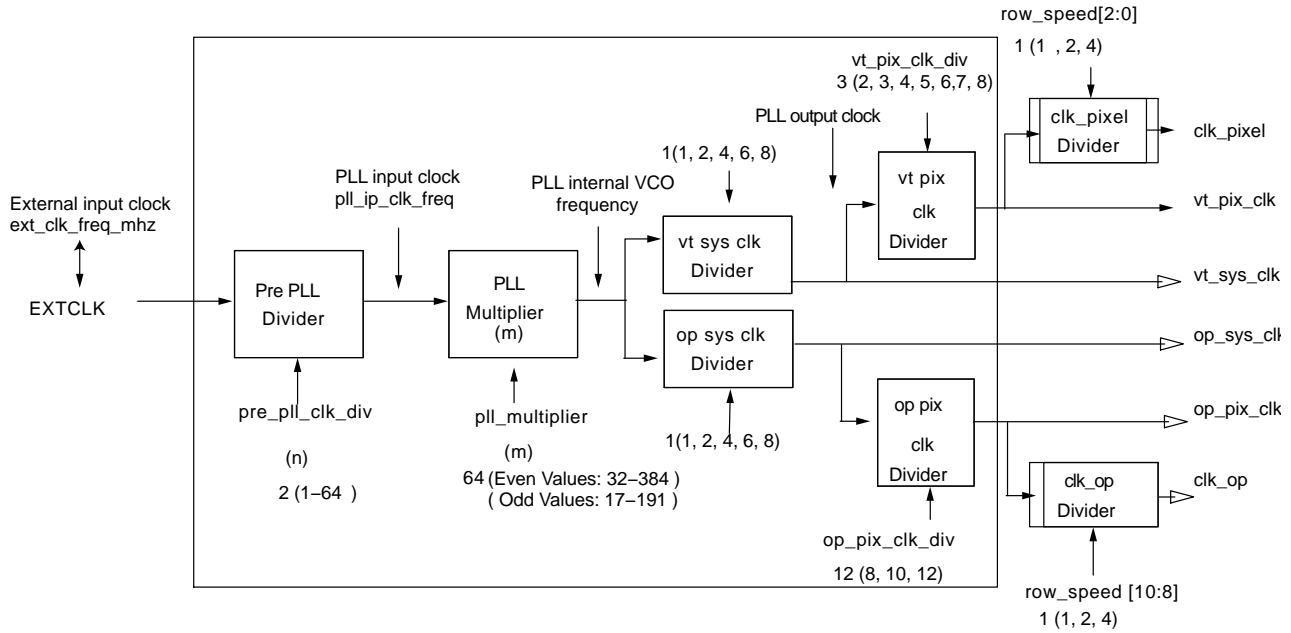 row_speed[2:0]
1 (1 , 2, 4)
vt_pix_clk_div
3 (2, 3, 4, 5, 6,7, 8)
PLL output clock
clk_pixel
Divider
clk_pixel
1(1, 2, 4, 6, 8)
vt pix
clk
Divider
PLL input clock
pll_ip_clk_freq
PLL internal VCO
frequency
vt_pix_clk
External input clock
ext_clk_freq_mhz
vt sys clk
Divider
vt_sys_clk
EXTCLK
Pre PLL
Divider
PLL
Multiplier
(m)
op sys clk
Divider
op_sys_clk
op pix
clk
Divider
op_pix_clk
pre_pll_clk_div
(n)
2 (1–64 )
pll_multiplier
(m)
64 (Even Values: 32–384)
( Odd Values: 17–191 )
1(1, 2, 4, 6, 8)
clk_op
Divider
clk_op
op_pix_clk_div
12 (8, 10, 12)
row_speed [10:8]
1 (1, 2, 4)